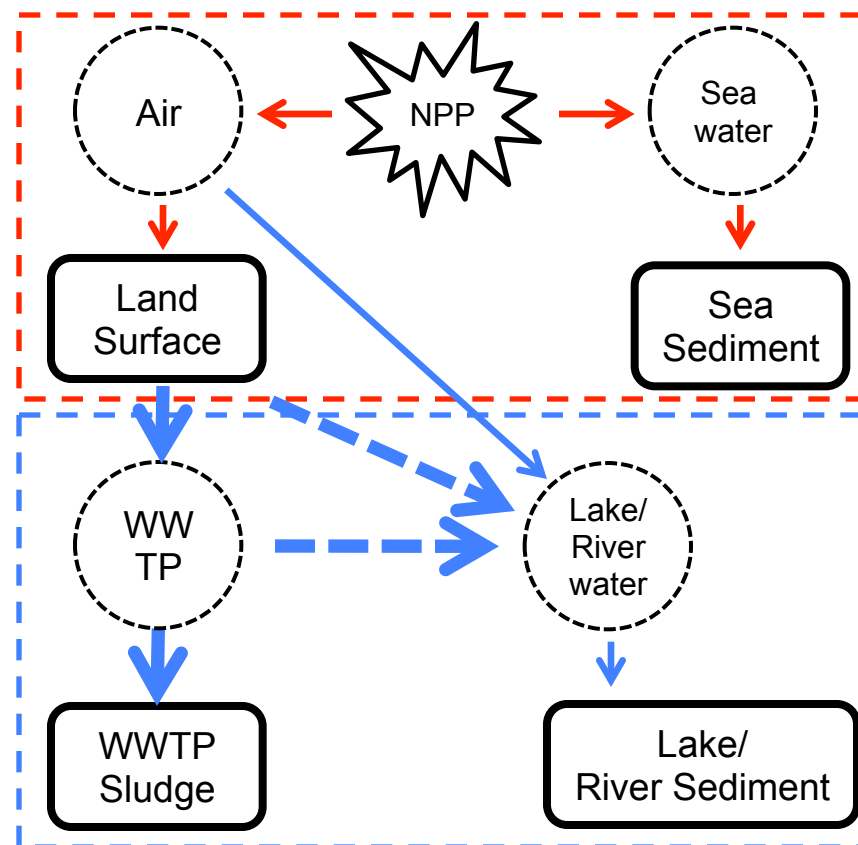 Air
NPP
Sea
water
Land
Surface
Sea
Sediment
WW
TP
Lake/
River
water
WWTP
Sludge
Lake/
River Sediment